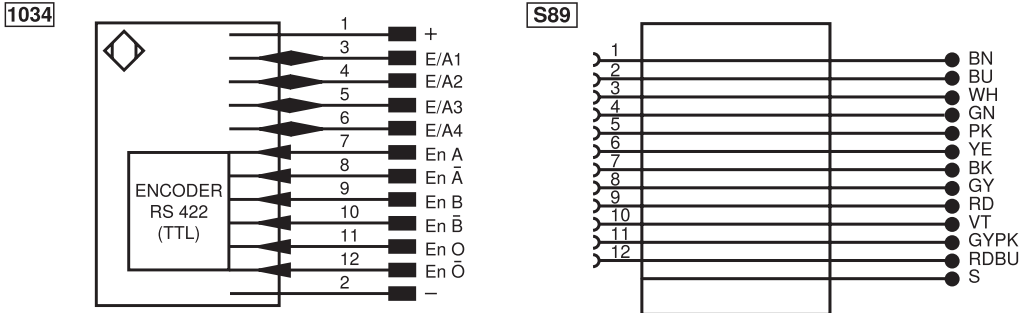 1034
1 +
3 E/A1
4 E/A2
5 E/A3
6 E/A4
7 En A
8 En Ā
9 En B
10 En B̄
11 En O
12 En Ō
2 –
ENCODER
RS 422
(TTL)
S89
1 BN
2 BU
3 WH
4 GN
5 PK
6 YE
7 BK
8 GY
9 RD
10 VT
11 GYPK
12 RDBU
S